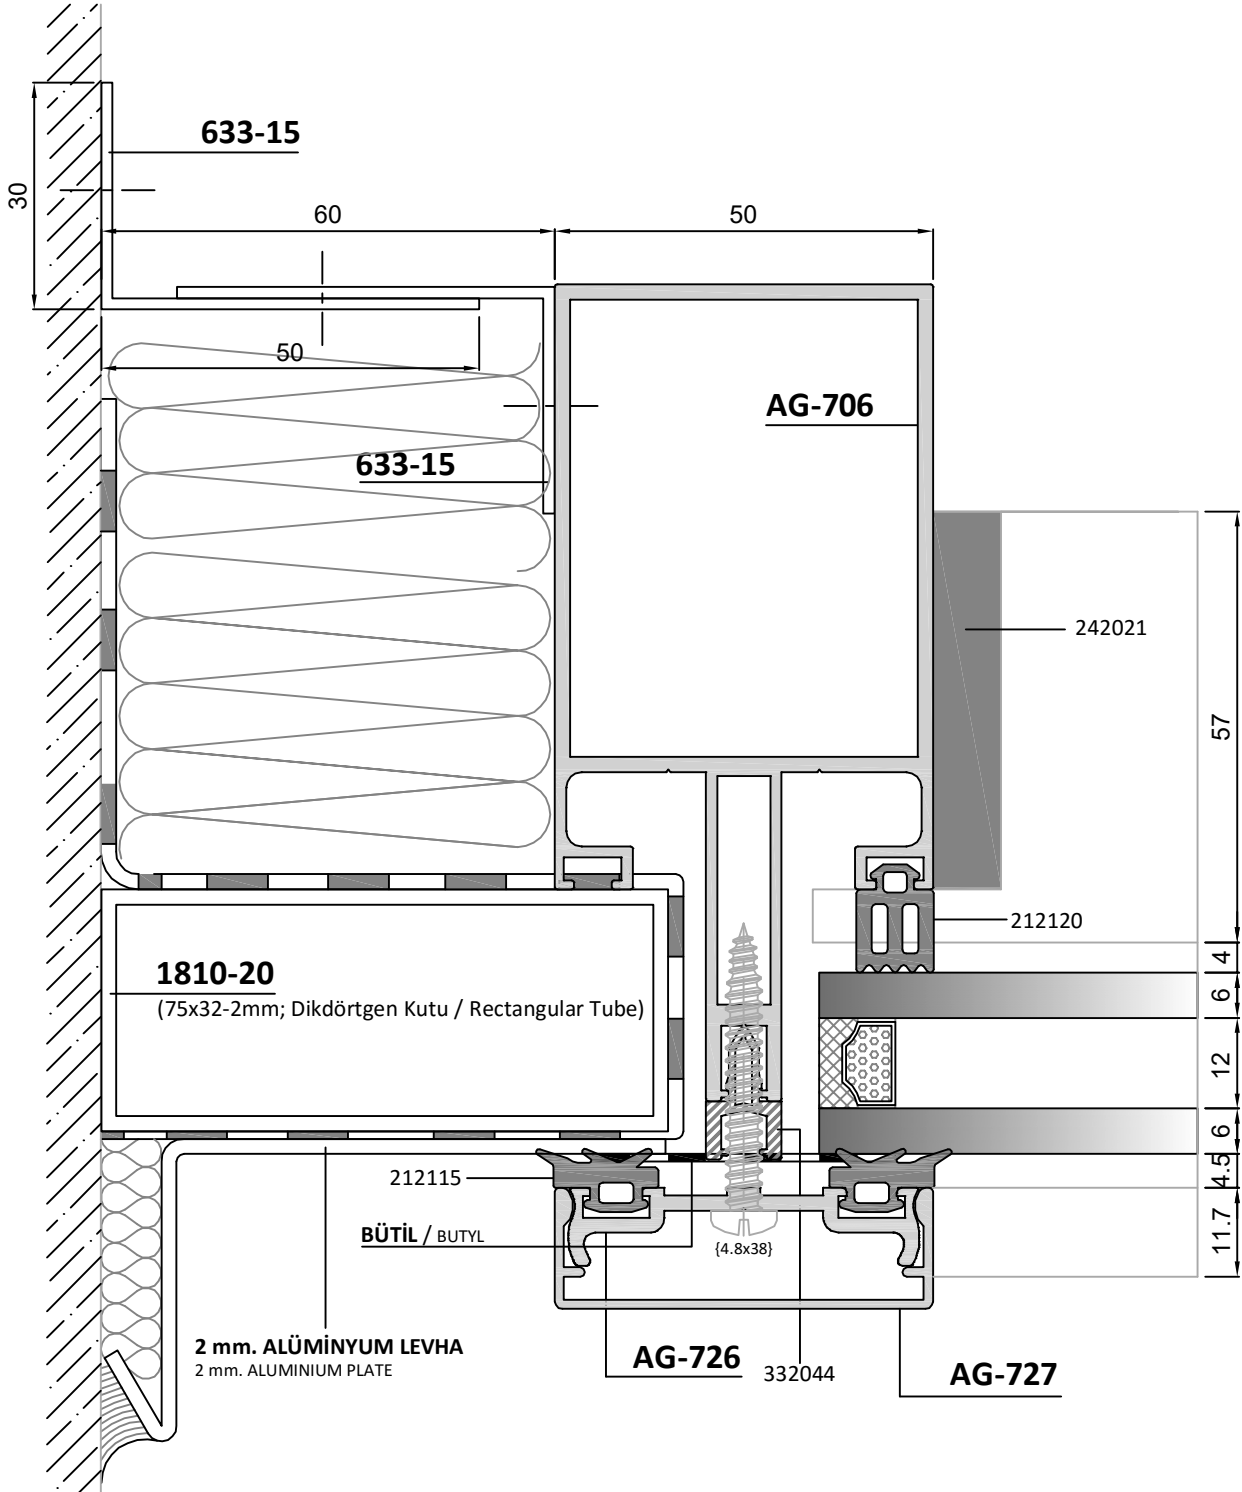 633-15
30
60
50
50
AG-706
633-15
242021
57
212120
4
1810-20
(75x32-2mm; Dikdörtgen Kutu / Rectangular Tube)
6
12
6
4.5
212115
11.7
BÜTİL / BUTYL
{4.8x38}
2 mm. ALÜMİNYUM LEVHA
2 mm. ALUMINIUM PLATE
AG-726
332044
AG-727